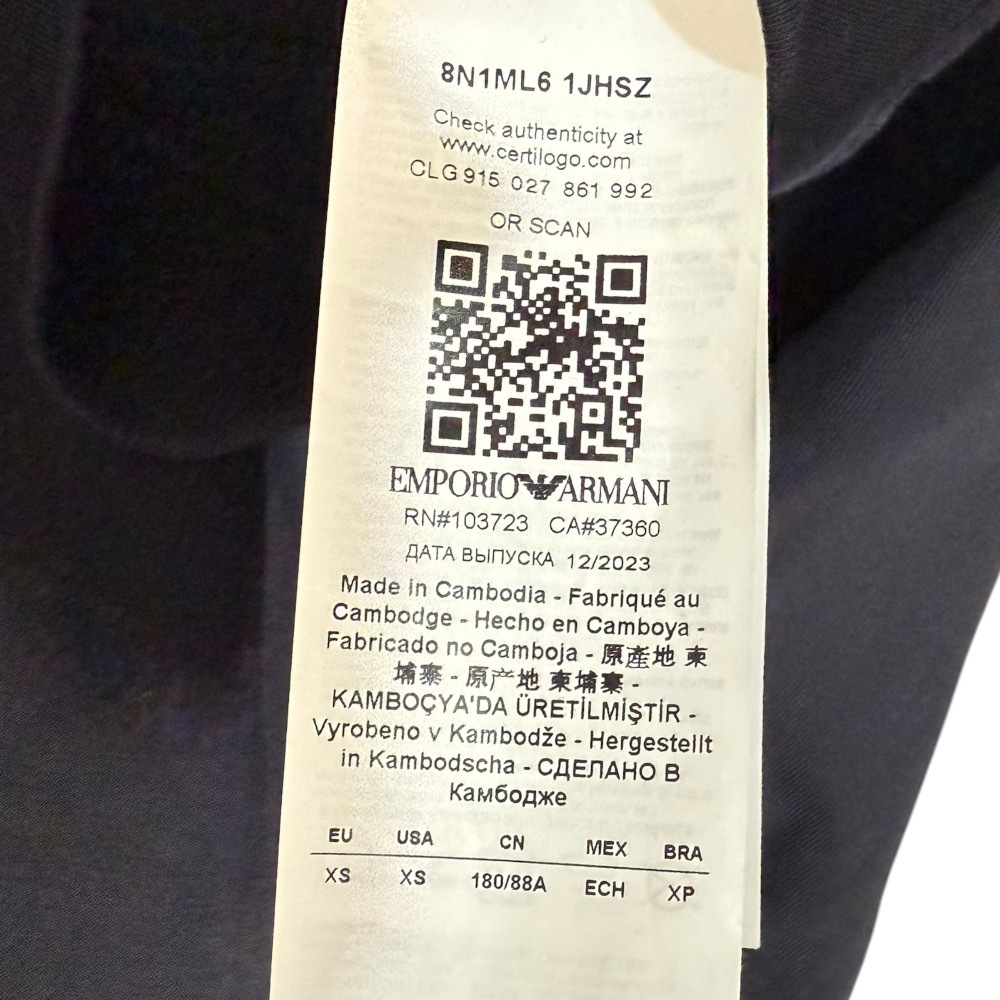 8N1ML6 1JHSZ
Check authenticity at
www.certilogo.com
CLG 915 027 861 992
OR SCAN
EMPORIO ARMANI
RN#103723 CA#37360
ДАТА ВЫПУСКА 12/2023
Made in Cambodia - Fabriqué au
Cambodge - Hecho en Camboya -
Fabricado no Camboja - 原產地 柬
埔寨 - 原产地 柬埔寨 -
KAMBOÇYA'DA ÜRETİLMİŞTİR -
Vyrobeno v Kambodže - Hergestellt
in Kambodscha - СДЕЛАНО В
Камбодже
EU USA CN MEX BRA
XS XS 180/88A ECH XP